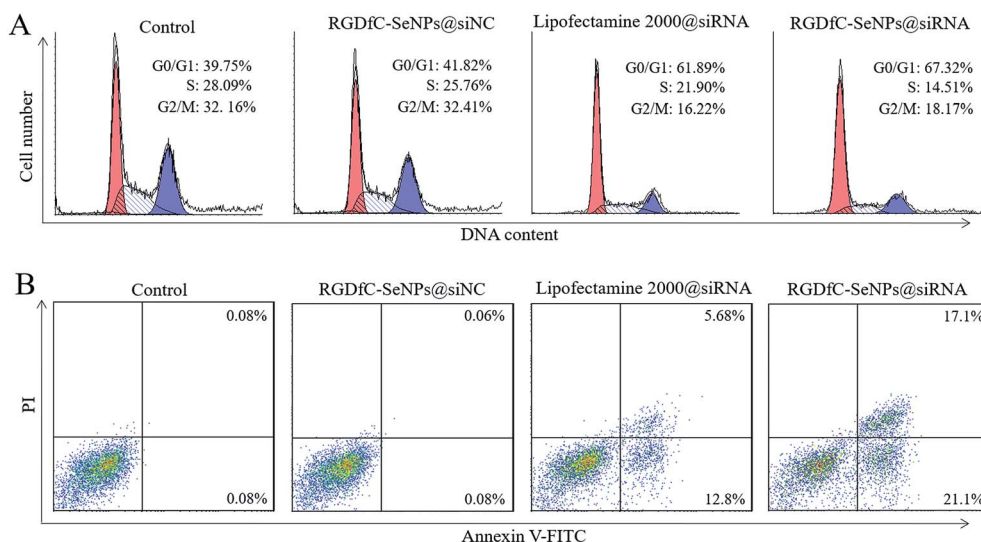 A
Control
RGDfC-SeNPs@siNC
Lipofectamine 2000@siRNA
RGDfC-SeNPs@siRNA
Cell number
G0/G1: 39.75%
S: 28.09%
G2/M: 32. 16%
G0/G1: 41.82%
S: 25.76%
G2/M: 32.41%
G0/G1: 61.89%
S: 21.90%
G2/M: 16.22%
G0/G1: 67.32%
S: 14.51%
G2/M: 18.17%
DNA content
B
Control
RGDfC-SeNPs@siNC
Lipofectamine 2000@siRNA
RGDfC-SeNPs@siRNA
PI
0.08%
0.08%
0.06%
0.08%
5.68%
12.8%
17.1%
21.1%
Annexin V-FITC